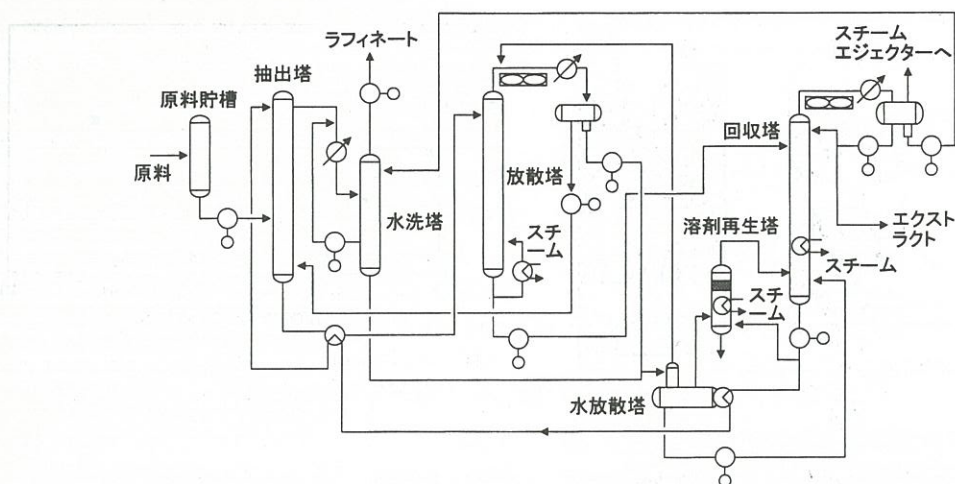 ラフィネート
スチーム
エジェクターへ
抽出塔
原料貯槽
回収塔
原料
放散塔
水洗塔
スチ
ーム
溶剤再生塔
エクスト
ラクト
スチーム
スチ
ーム
水放散塔